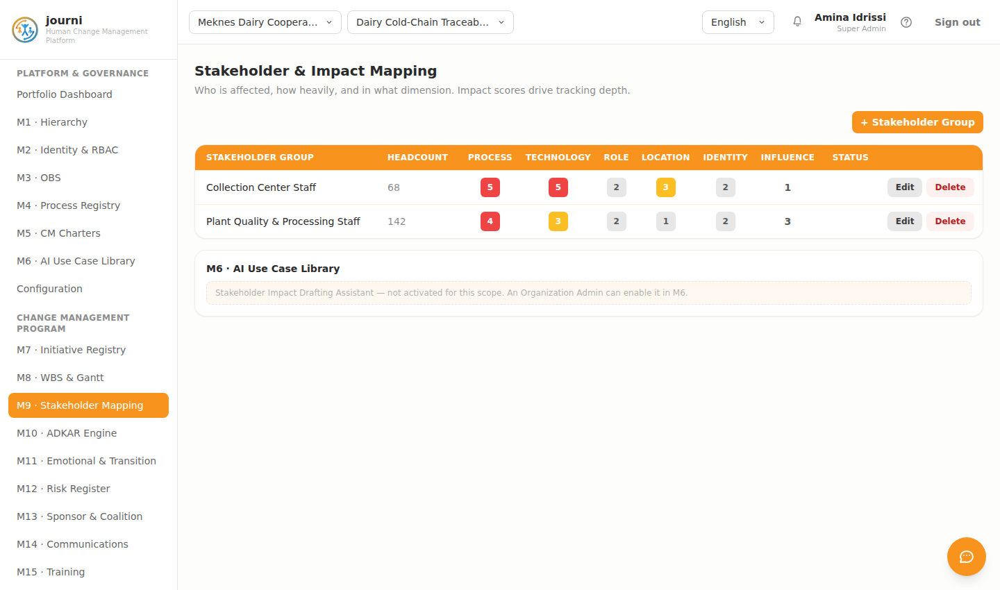 journi
Human Change Management
Platform
PLATFORM & GOVERNANCE
Portfolio Dashboard
M1 · Hierarchy
M2 · Identity & RBAC
M3 · OBS
M4 · Process Registry
M5 · CM Charters
M6 · AI Use Case Library
Configuration
CHANGE MANAGEMENT
PROGRAM
M7 · Initiative Registry
M8 · WBS & Gantt
M9 · Stakeholder Mapping
M10 · ADKAR Engine
M11 · Emotional & Transition
M12 · Risk Register
M13 · Sponsor & Coalition
M14 · Communications
M15 · Training
Meknes Dairy Coopera...
Dairy Cold-Chain Traceab...
English
Amina Idrissi
Super Admin
Sign out
Stakeholder & Impact Mapping
Who is affected, how heavily, and in what dimension. Impact scores drive tracking depth.
+ Stakeholder Group
STAKEHOLDER GROUP HEADCOUNT PROCESS TECHNOLOGY ROLE LOCATION IDENTITY INFLUENCE STATUS
Collection Center Staff 68 5 5 2 3 2 1 Edit Delete
Plant Quality & Processing Staff 142 4 3 2 1 2 3 Edit Delete
M6 · AI Use Case Library
Stakeholder Impact Drafting Assistant — not activated for this scope. An Organization Admin can enable it in M6.